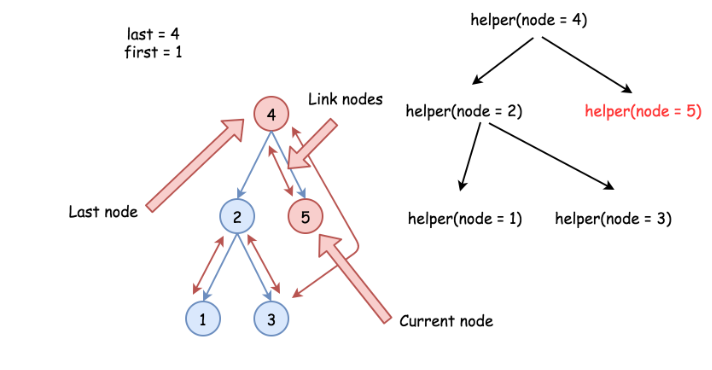 last = 4
first = 1
helper(node = 4)
Link nodes
4
helper(node = 2)
helper(node = 5)
Last node
2
5
helper(node = 1)
helper(node = 3)
1
3
Current node